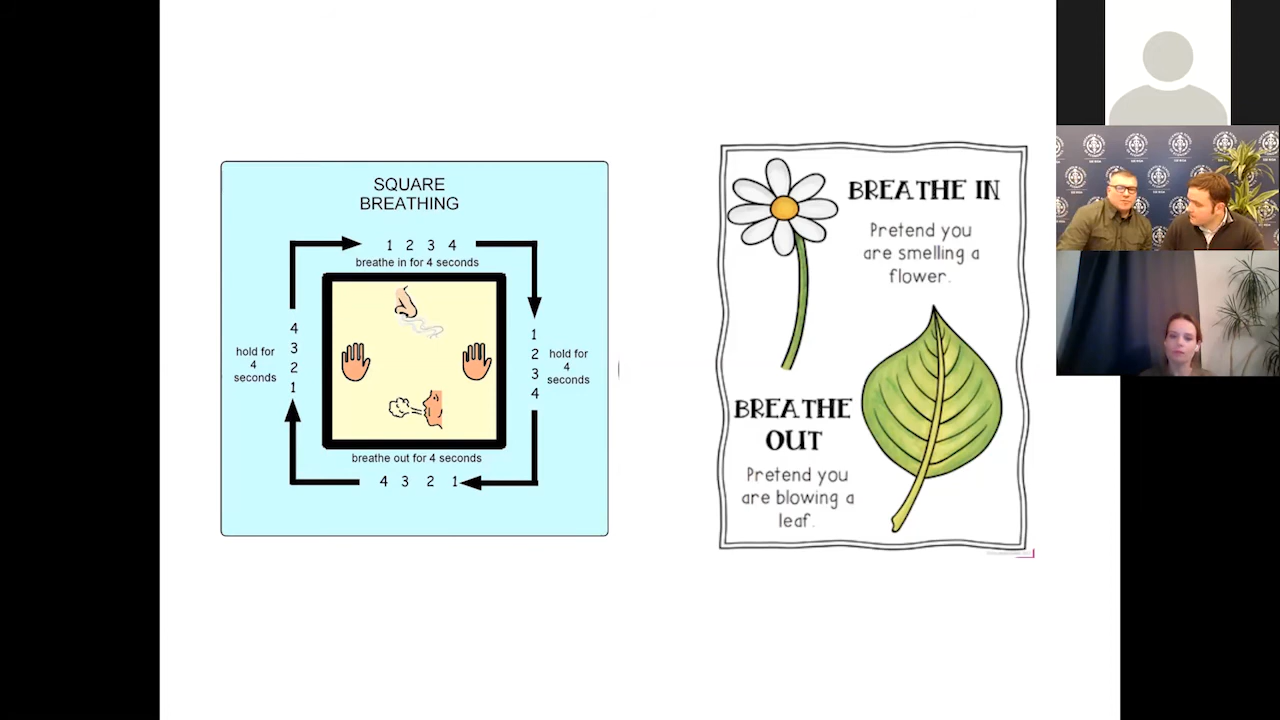 SQUARE
BREATHING
1 2 3 4
breathe in for 4 seconds
4
3
2
1
hold for
4
seconds
1
2
3
4
hold for
4
seconds
breathe out for 4 seconds
4 3 2 1
BREATHE IN
Pretend you
are smelling a
flower.
BREATHE
OUT
Pretend you
are blowing a
leaf.